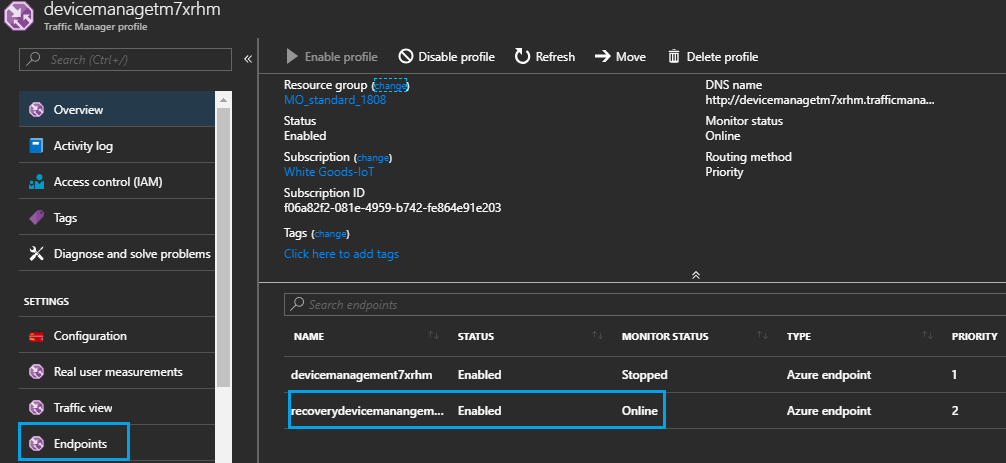 devicemanagetm7xrhm
Traffic Manager profile
Search (Ctrl+/)
«
Enable profile
Disable profile
Refresh
Move
Delete profile
Overview
Activity log
Access control (IAM)
Tags
Diagnose and solve problems
SETTINGS
Configuration
Real user measurements
Traffic view
Endpoints
Resource group (change)
MO_standard_1808
Status
Enabled
Subscription (change)
White Goods-IoT
Subscription ID
f06a82f2-081e-4959-b742-fe864e91e203
Tags (change)
Click here to add tags
DNS name
http://devicemanagetm7xrhm.trafficmana...
Monitor status
Online
Routing method
Priority
Search endpoints
NAME STATUS MONITOR STATUS TYPE PRIORITY
devicemanagement7xrhm Enabled Stopped Azure endpoint 1
recoverydevicemanangem... Enabled Online Azure endpoint 2